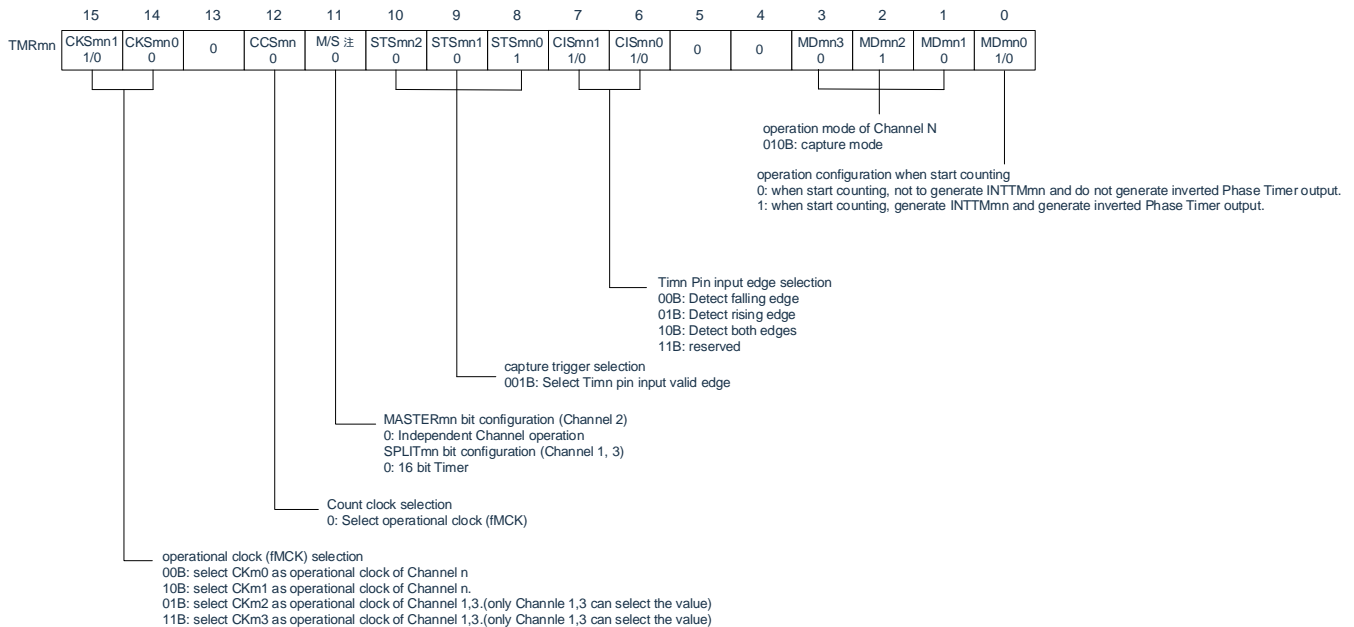 15 14 13 12 11 10 9 8 7 6 5 4 3 2 1 0
TMRmn CKSmn1 CKSmn0 0 CCSmn M/S 注 STSmn2 STSmn1 STSmn0 CISmn1 CISmn0 0 0 MDmn3 MDmn2 MDmn1 MDmn0
1/0 0 0 0 0 0 1 1/0 1/0 0 1 0 1/0
operation mode of Channel N
010B: capture mode
operation configuration when start counting
0: when start counting, not to generate INTTMmn and do not generate inverted Phase Timer output.
1: when start counting, generate INTTMmn and generate inverted Phase Timer output.
Timn Pin input edge selection
00B: Detect falling edge
01B: Detect rising edge
10B: Detect both edges
11B: reserved
capture trigger selection
001B: Select Timn pin input valid edge
MASTERmn bit configuration (Channel 2)
0: Independent Channel operation
SPLITmn bit configuration (Channel 1, 3)
0: 16 bit Timer
Count clock selection
0: Select operational clock (fMCK)
operational clock (fMCK) selection
00B: select CKm0 as operational clock of Channel n
10B: select CKm1 as operational clock of Channel n.
01B: select CKm2 as operational clock of Channel 1,3.(only Channle 1,3 can select the value)
11B: select CKm3 as operational clock of Channel 1,3.(only Channle 1,3 can select the value)